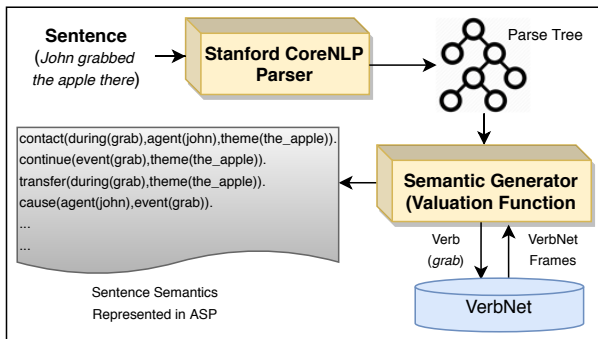 Sentence
(John grabbed
the apple there)
Stanford CoreNLP
Parser
Parse Tree
contact(during(grab),agent(john),theme(the_apple)).
continue(event(grab),theme(the_apple)).
transfer(during(grab),theme(the_apple)).
cause(agent(john),event(grab)).
...
...
Semantic Generator
(Valuation Function
Verb
(grab)
VerbNet
Frames
VerbNet
Sentence Semantics
Represented in ASP